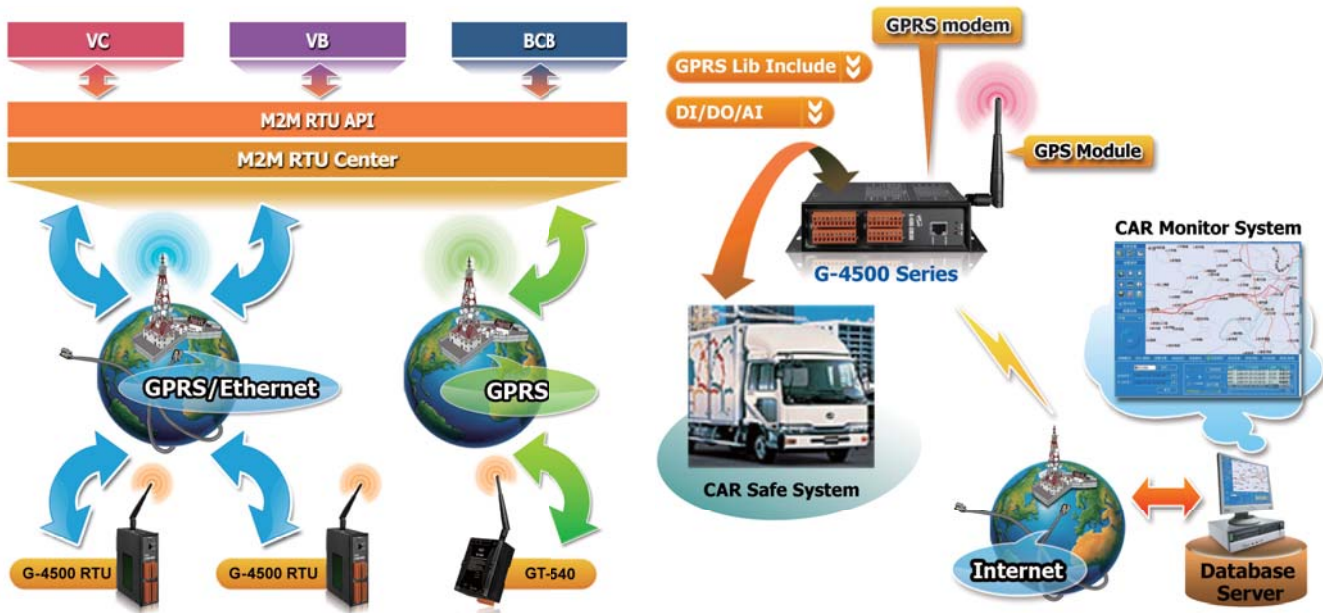 VC
VB
BCB
M2M RTU API
M2M RTU Center
GPRS/Ethernet
GPRS
G-4500 RTU
G-4500 RTU
GT-540
GPRS modem
GPRS Lib Include
DI/DO/AI
GPS Module
G-4500 Series
CAR Monitor System
CAR Safe System
Internet
Database
Server